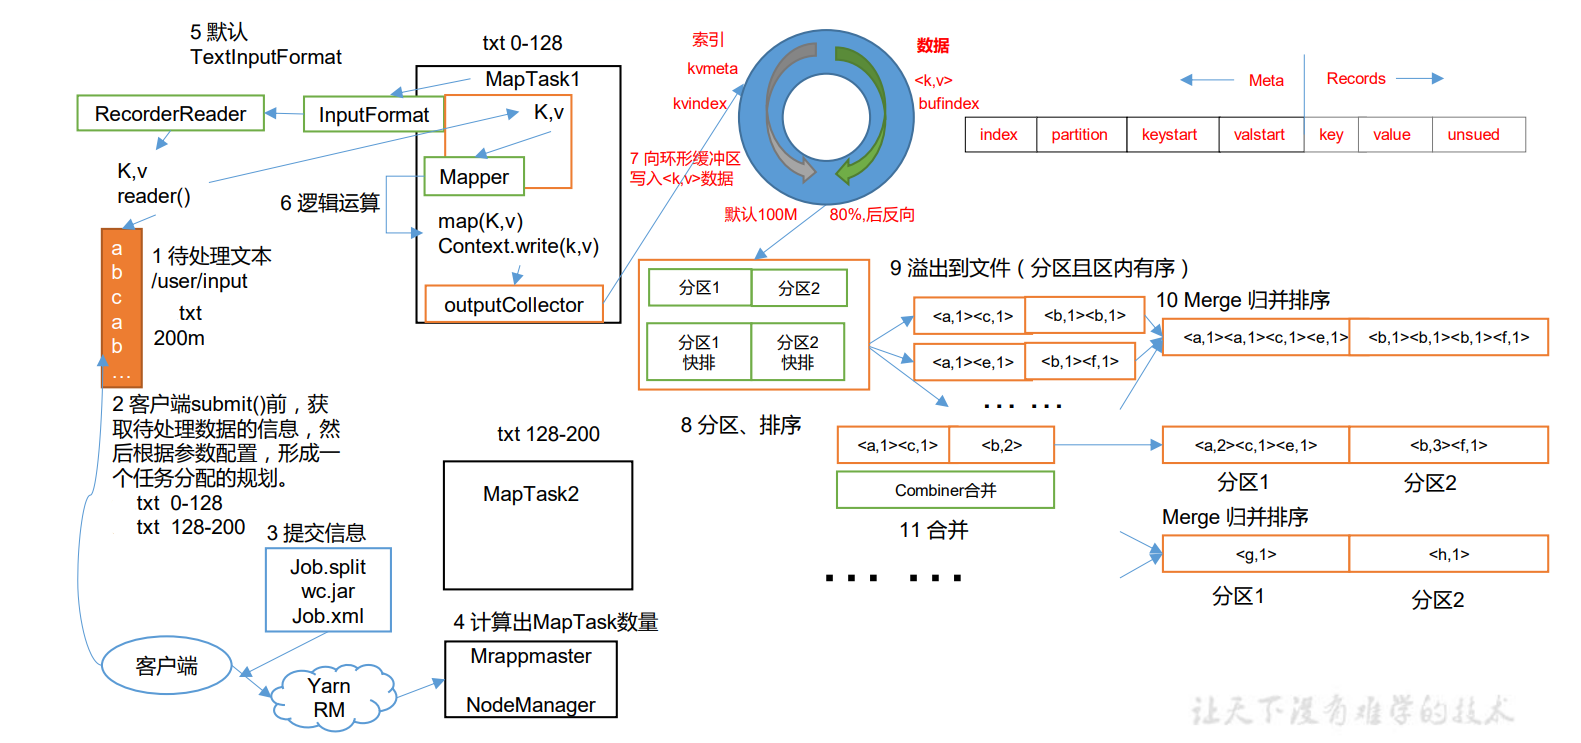 5 默认
TextInputFormat
txt 0-128
MapTask1
RecorderReader
InputFormat
K,v
K,v
reader()
Mapper
6 逻辑运算
map(K,v)
Context.write(k,v)
outputCollector
a
b
c
a
b
...
1 待处理文本
/user/input
txt
200m
2 客户端submit()前，获
取待处理数据的信息，然
后根据参数配置，形成一
个任务分配的规划。
txt 0-128
txt 128-200
3 提交信息
Job.split
wc.jar
Job.xml
客户端
Yarn
RM
txt 128-200
MapTask2
4 计算出MapTask数量
Mrappmaster
NodeManager
索引
kvmeta
kvindex
数据
<k,v>
bufindex
7 向环形缓冲区
写入<k,v>数据
默认100M
80%,后反向
Meta
Records
index partition keystart valstart key value unsued
分区1 分区2
分区1
快排
分区2
快排
8 分区、排序
9 溢出到文件（分区且区内有序）
<a,1><c,1> <b,1><b,1>
<a,1><e,1> <b,1><f,1>
... ...
10 Merge 归并排序
<a,1><a,1><c,1><e,1> <b,1><b,1><b,1><f,1>
<a,1><c,1> <b,2>
Combiner合并
11 合并
... ...
<a,2><c,1><e,1> <b,3><f,1>
分区1 分区2
Merge 归并排序
<g,1> <h,1>
分区1 分区2
让天下没有难学的技术